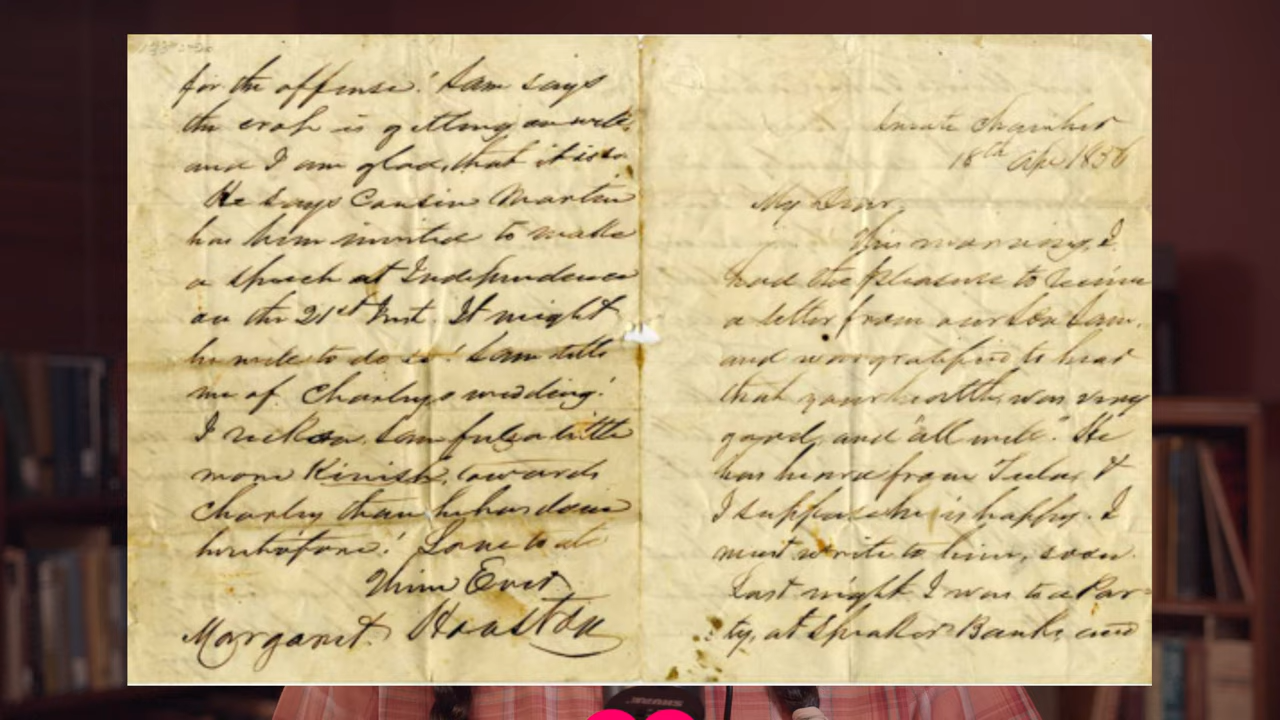 for the offense! Sam says
the crop is getting on well,
and I am glad, that it is so
He says Cousin Martin
has him invited to make
a speech at Independence
on the 21st Inst. It might
be well to do so! Sam tells
me of Charleys wedding!
I reckon Sam feels a little
more Kinish, towards
Charley than he has done
heretofore! Love to all
Thine Ever
Houston
Margaret
Senate Chamber
18th Apl 1856
My Dear,
This morning, I
had the pleasure to receive
a letter from our son Sam,
and was gratified to hear
that your health, was very
good, and "all well". He
has heard from &
I suppose he is happy. I
must write to him, soon.
Last night I was to a Par-
ty, at Speaker Banks, and